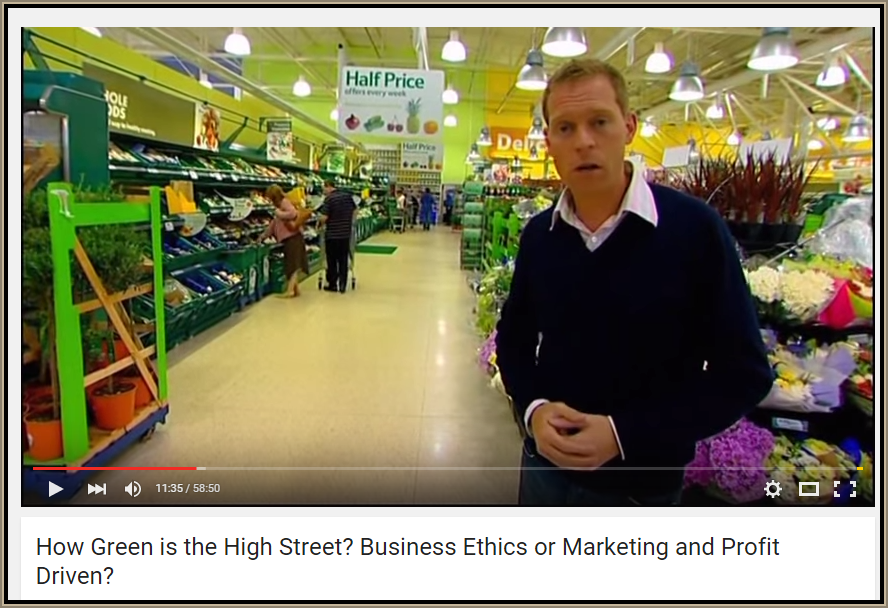 Half Price
offers every week
Half Price
11:35 / 58:50
How Green is the High Street? Business Ethics or Marketing and Profit
Driven?